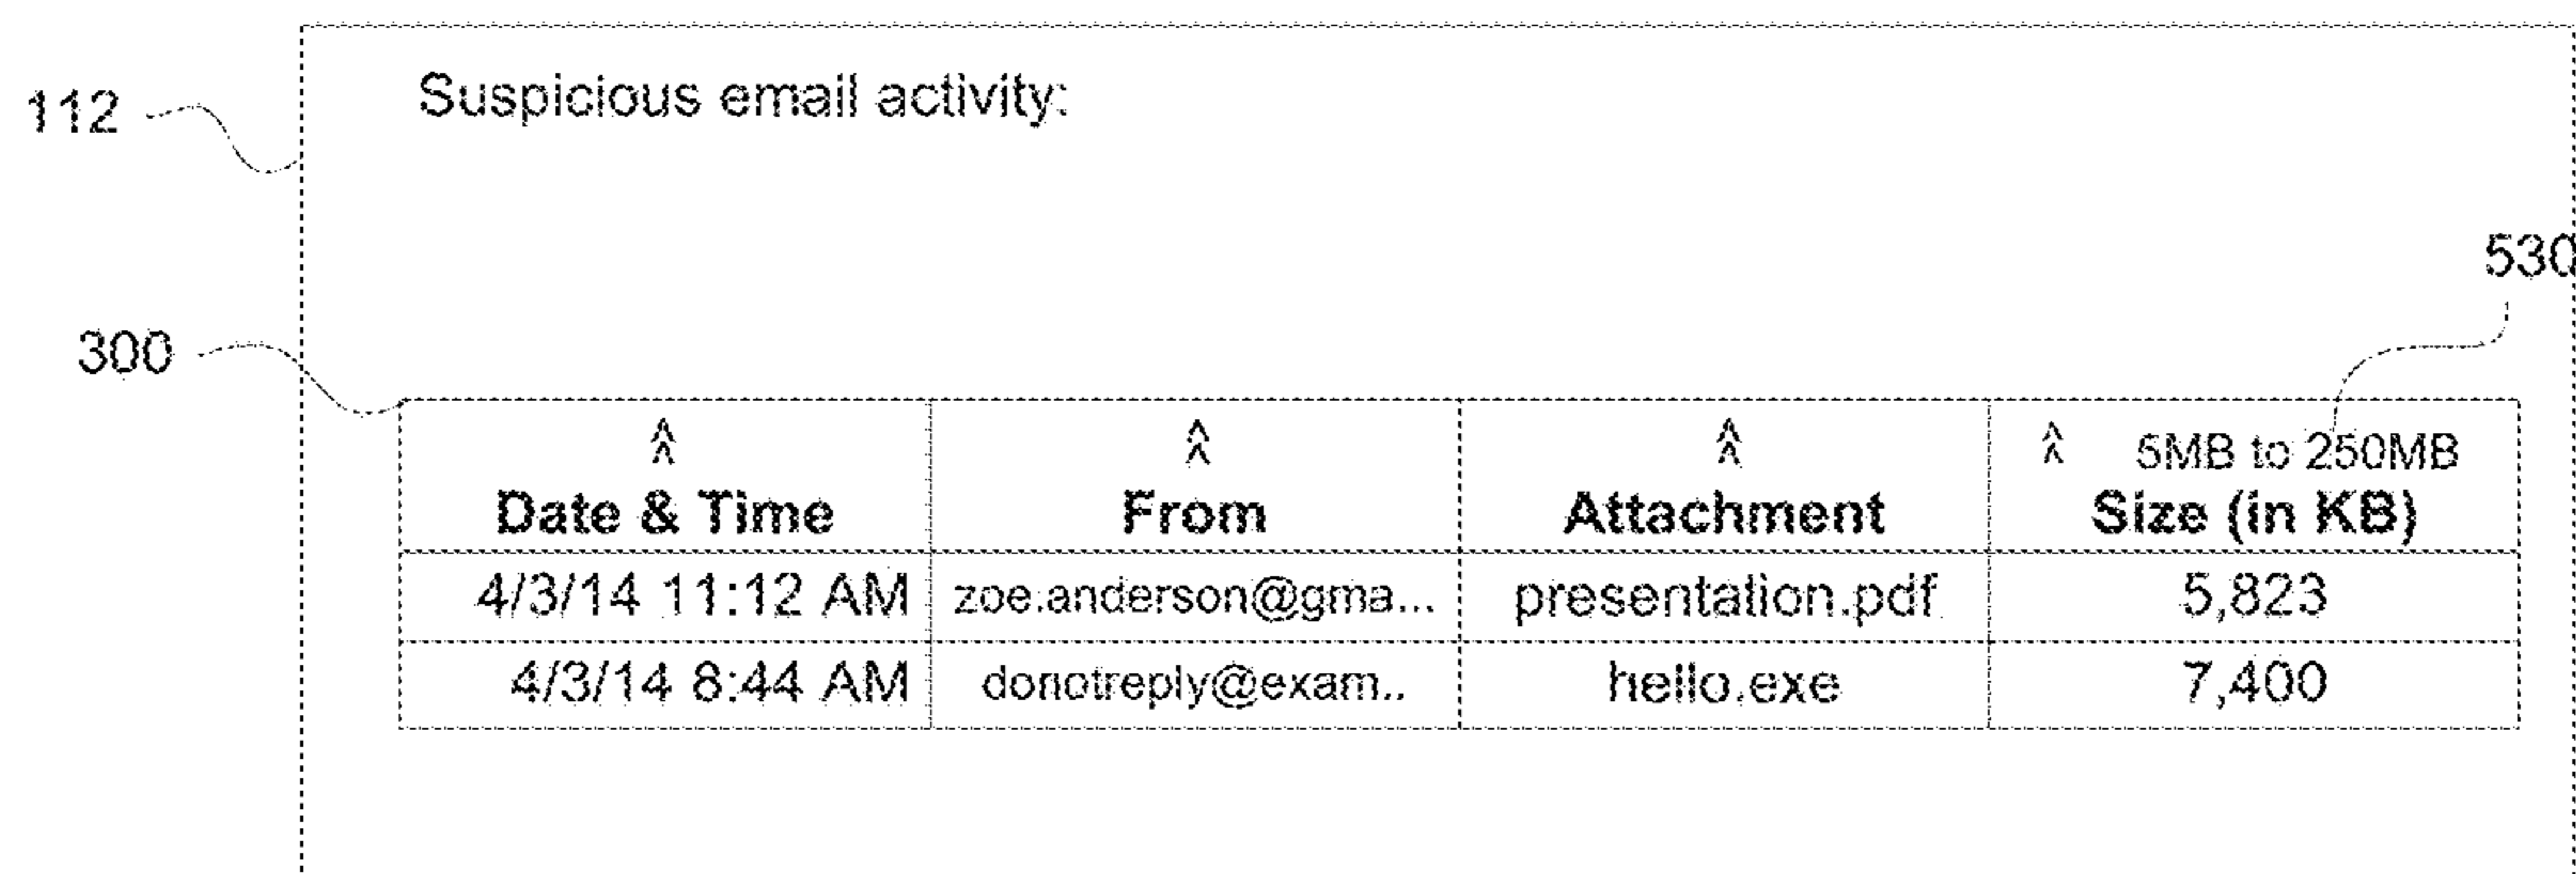 112
Suspicious email activity:
530
300
5MB to 250MB
Date & Time From Attachment Size (in KB)
4/3/14 11:12 AM zoe.anderson@gma... presentation.pdf 5,823
4/3/14 8:44 AM donotreply@exam.. hello.exe 7,400